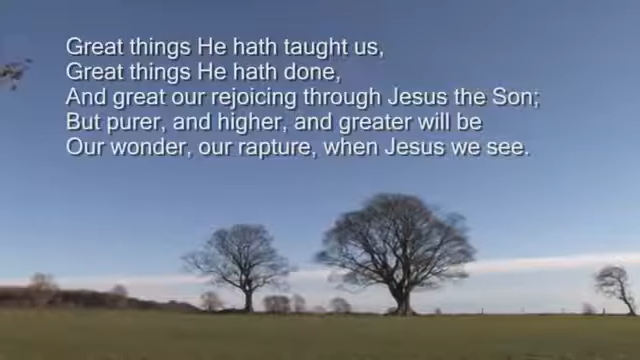 Great things He hath taught us,
Great things He hath done,
And great our rejoicing through Jesus the Son;
But purer, and higher, and greater will be
Our wonder, our rapture, when Jesus we see.